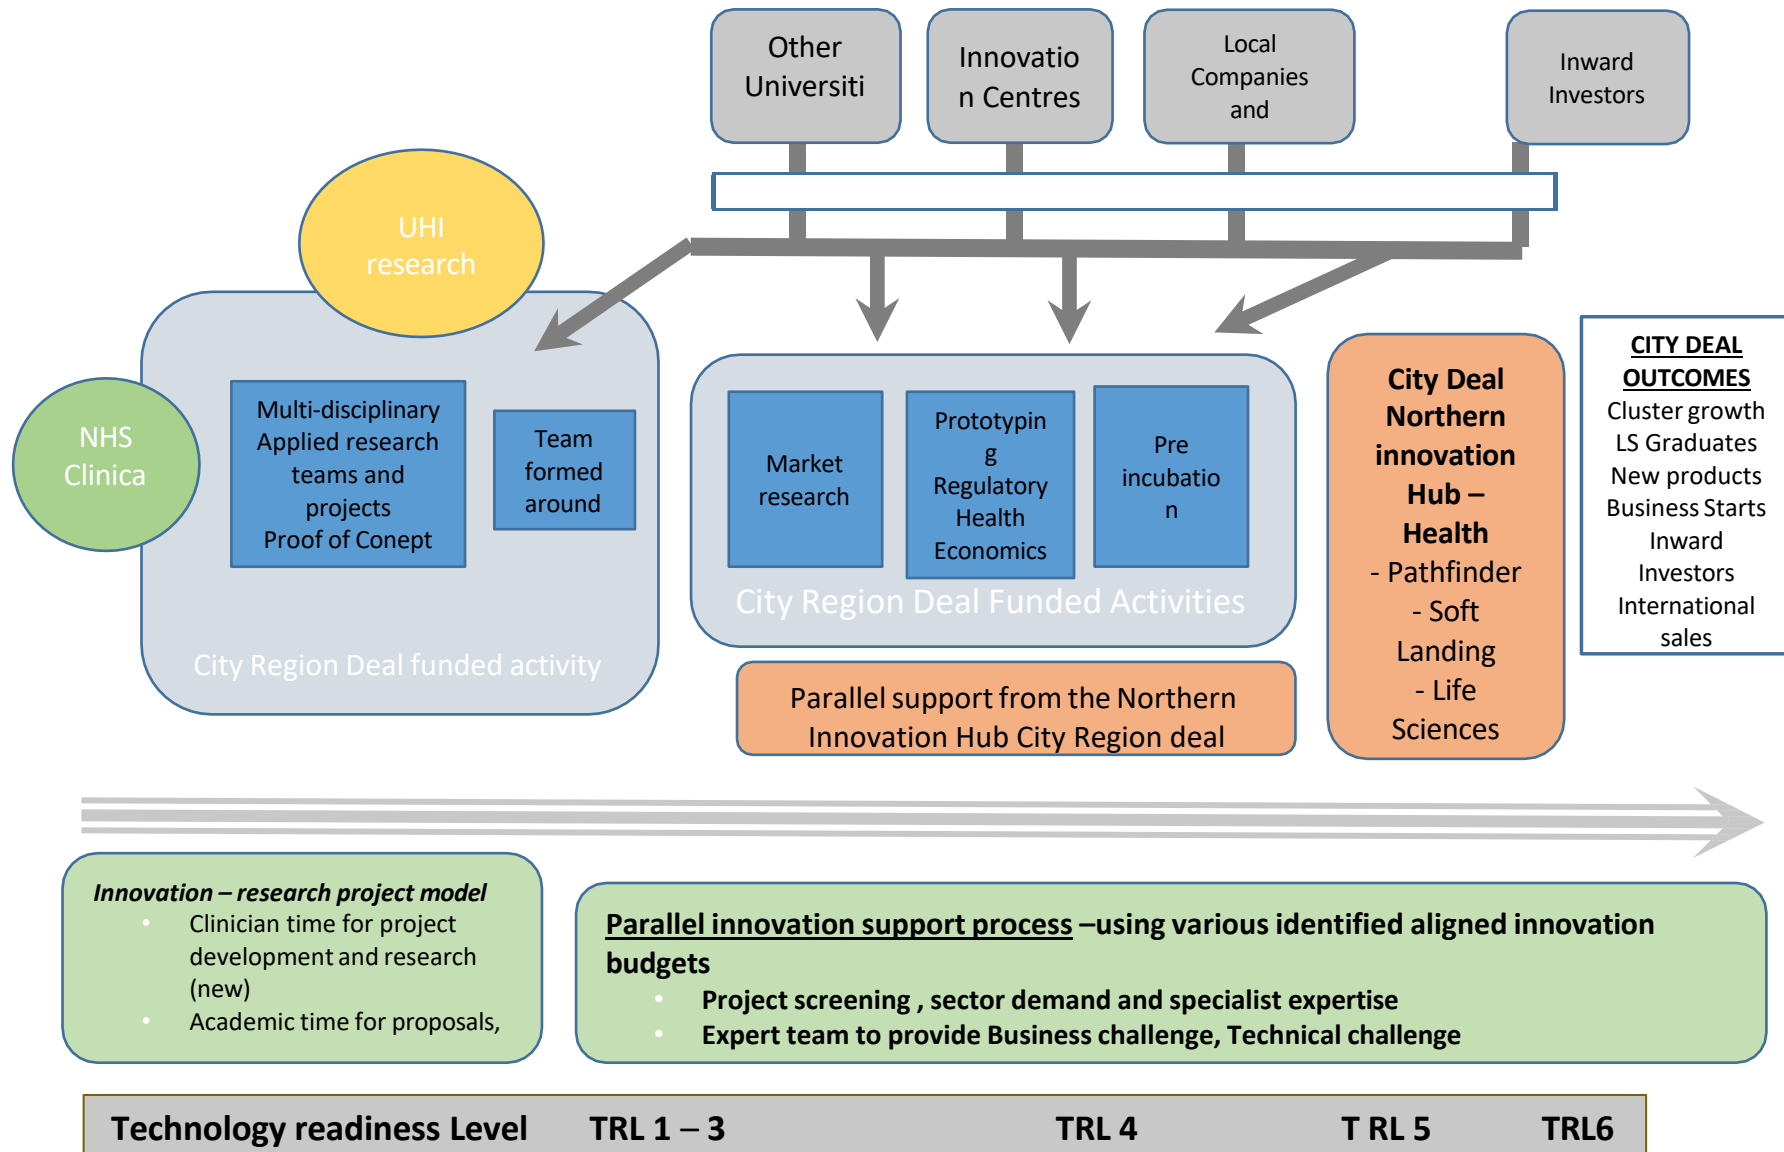 Other
Universiti
Innovatio
n Centres
Local
Companies
and
Inward
Investors
UHI
research
NHS
Clinica
Multi-disciplinary
Applied research
teams and
projects
Proof of Conept
Team
formed
around
City Region Deal funded activity
Market
research
Prototypin
g
Regulatory
Health
Economics
Pre
incubatio
n
City Region Deal Funded Activities
Parallel support from the Northern
Innovation Hub City Region deal
City Deal
Northern
innovation
Hub –
Health
- Pathfinder
- Soft
Landing
- Life
Sciences
CITY DEAL
OUTCOMES
Cluster growth
LS Graduates
New products
Business Starts
Inward
Investors
International
sales
Innovation – research project model
• Clinician time for project
development and research
(new)
• Academic time for proposals,
Parallel innovation support process –using various identified aligned innovation
budgets
• Project screening , sector demand and specialist expertise
• Expert team to provide Business challenge, Technical challenge
Technology readiness Level TRL 1 – 3 TRL 4 T RL 5 TRL6